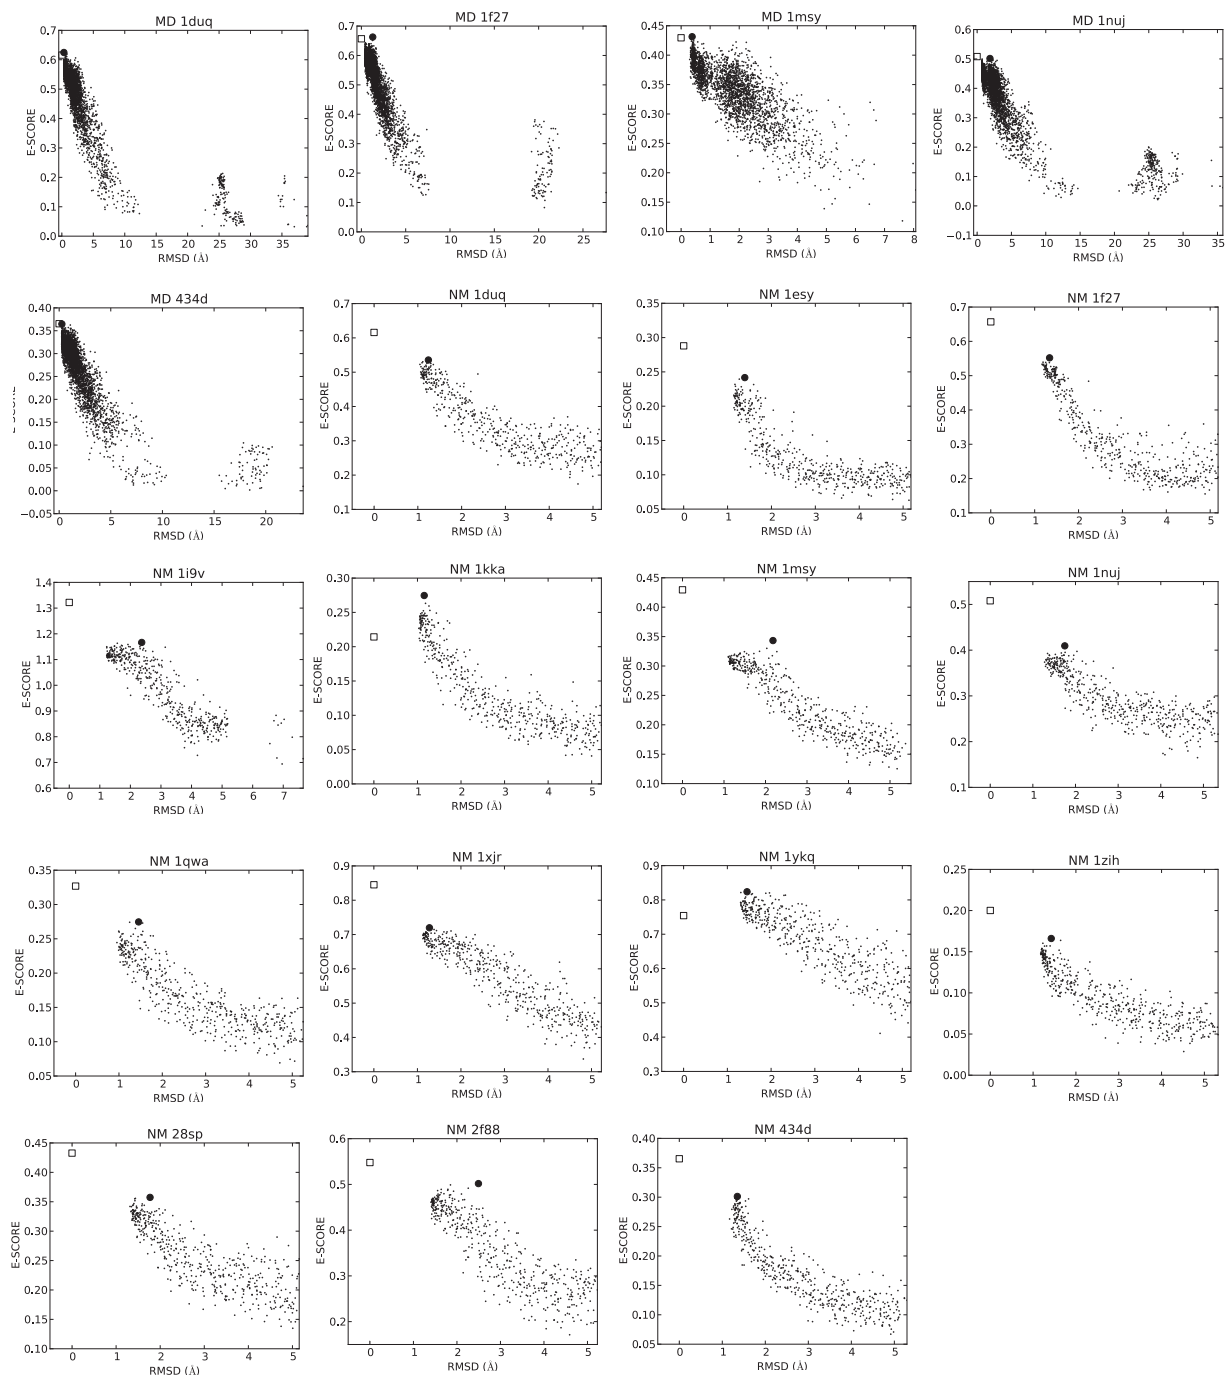 MD 1duq
E-SCORE
0.7
0.6
0.5
0.4
0.3
0.2
0.1
0.0
0 5 10 15 20 25 30 35
RMSD (Å)
MD 1f27
E-SCORE
0.7
0.6
0.5
0.4
0.3
0.2
0.1
0.0
0 5 10 15 20 25
RMSD (Å)
MD 1msy
E-SCORE
0.45
0.40
0.35
0.30
0.25
0.20
0.15
0.10
0 1 2 3 4 5 6 7 8
RMSD (Å)
MD 1nuj
E-SCORE
0.6
0.5
0.4
0.3
0.2
0.1
0.0
−0.1
0 5 10 15 20 25 30 35
RMSD (Å)
MD 434d
E-SCORE
0.40
0.35
0.30
0.25
0.20
0.15
0.10
0.05
0.00
−0.05
0 5 10 15 20
RMSD (Å)
NM 1duq
E-SCORE
0.7
0.6
0.5
0.4
0.3
0.2
0.1
0 1 2 3 4 5
RMSD (Å)
NM 1esy
E-SCORE
0.35
0.30
0.25
0.20
0.15
0.10
0.05
0 1 2 3 4 5
RMSD (Å)
NM 1f27
E-SCORE
0.7
0.6
0.5
0.4
0.3
0.2
0.1
0 1 2 3 4 5
RMSD (Å)
NM 1i9v
E-SCORE
1.4
1.3
1.2
1.1
1.0
0.9
0.8
0.7
0.6
0 1 2 3 4 5 6 7
RMSD (Å)
NM 1kka
E-SCORE
0.30
0.25
0.20
0.15
0.10
0.05
0.00
0 1 2 3 4 5
RMSD (Å)
NM 1msy
E-SCORE
0.45
0.40
0.35
0.30
0.25
0.20
0.15
0.10
0 1 2 3 4 5
RMSD (Å)
NM 1nuj
E-SCORE
0.5
0.4
0.3
0.2
0.1
0 1 2 3 4 5
RMSD (Å)
NM 1qwa
E-SCORE
0.35
0.30
0.25
0.20
0.15
0.10
0.05
0 1 2 3 4 5
RMSD (Å)
NM 1xjr
E-SCORE
0.9
0.8
0.7
0.6
0.5
0.4
0.3
0 1 2 3 4 5
RMSD (Å)
NM 1ykq
E-SCORE
0.9
0.8
0.7
0.6
0.5
0.4
0.3
0 1 2 3 4 5
RMSD (Å)
NM 1zih
E-SCORE
0.25
0.20
0.15
0.10
0.05
0.00
0 1 2 3 4 5
RMSD (Å)
NM 28sp
E-SCORE
0.45
0.40
0.35
0.30
0.25
0.20
0.15
0.10
0 1 2 3 4 5
RMSD (Å)
NM 2f88
E-SCORE
0.6
0.5
0.4
0.3
0.2
0 1 2 3 4 5
RMSD (Å)
NM 434d
E-SCORE
0.40
0.35
0.30
0.25
0.20
0.15
0.10
0.05
0 1 2 3 4 5
RMSD (Å)